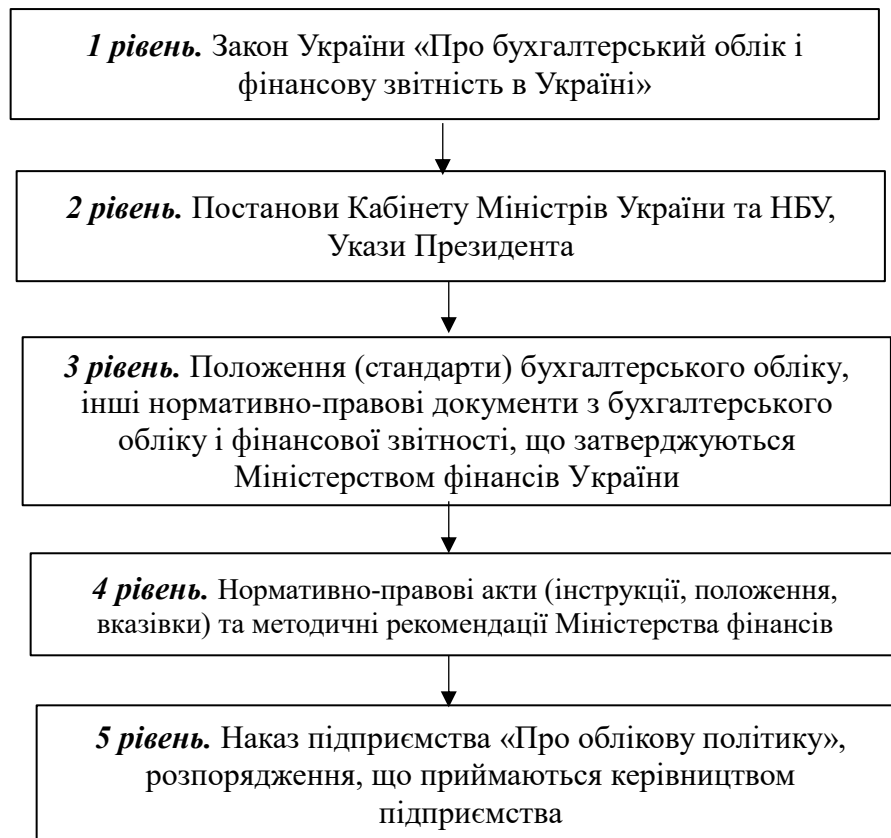 1 рівень. Закон України «Про бухгалтерський облік і
фінансову звітність в Україні»
2 рівень. Постанови Кабінету Міністрів України та НБУ,
Укази Президента
3 рівень. Положення (стандарти) бухгалтерського обліку,
інші нормативно-правові документи з бухгалтерського
обліку і фінансової звітності, що затверджуються
Міністерством фінансів України
4 рівень. Нормативно-правові акти (інструкції, положення,
вказівки) та методичні рекомендації Міністерства фінансів
5 рівень. Наказ підприємства «Про облікову політику»,
розпорядження, що приймаються керівництвом
підприємства